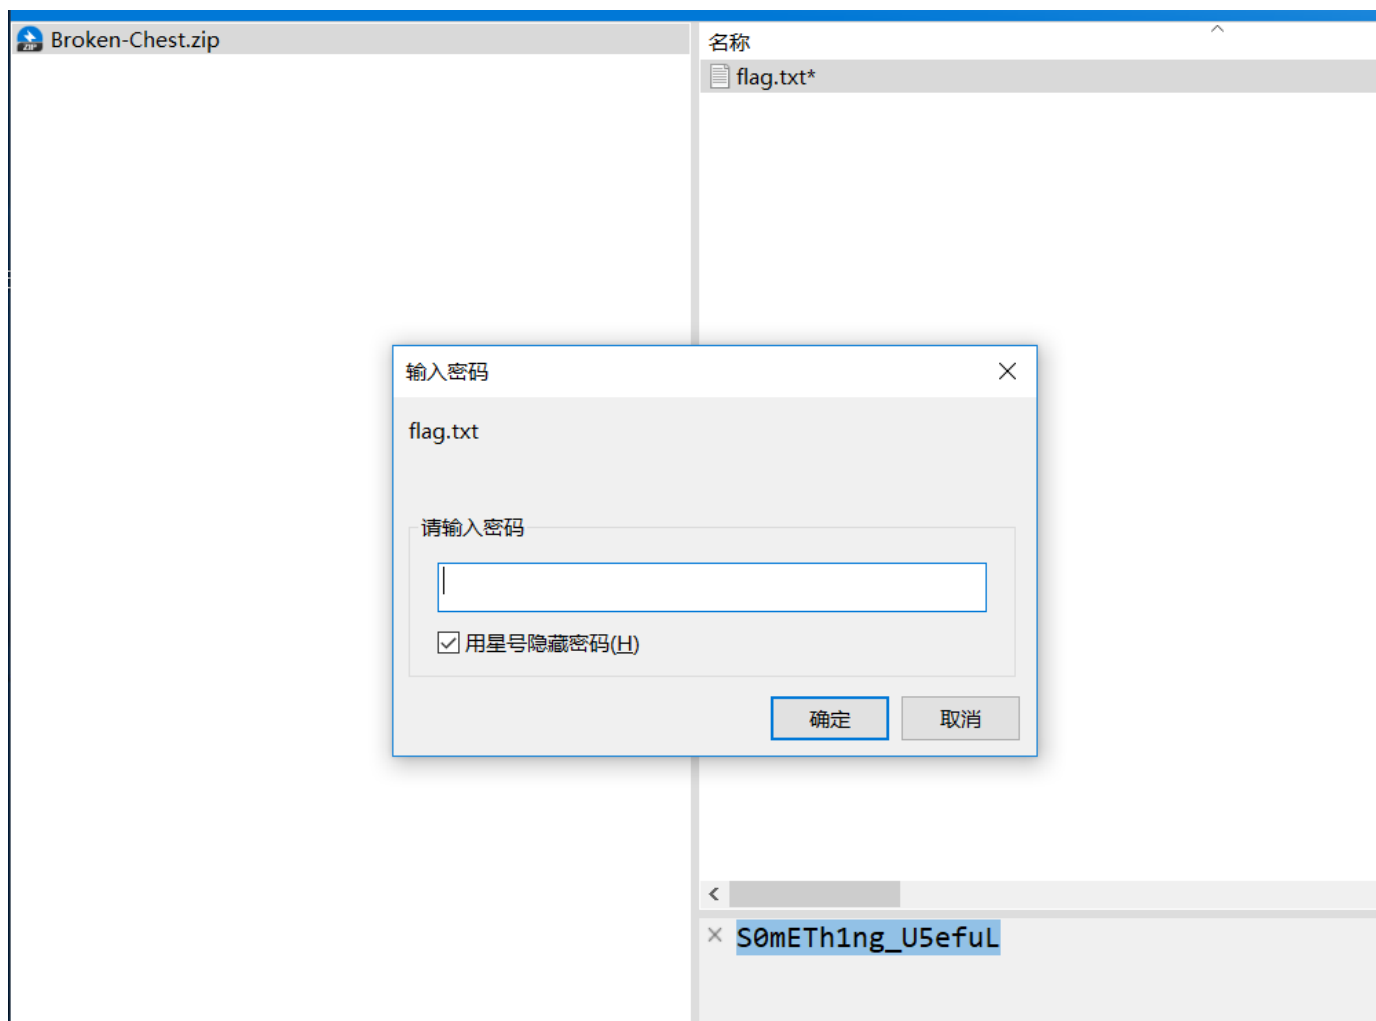 Broken-Chest.zip
名称
flag.txt*
输入密码
flag.txt
请输入密码
用星号隐藏密码(H)
确定
取消
S0mETh1ng_U5efuL